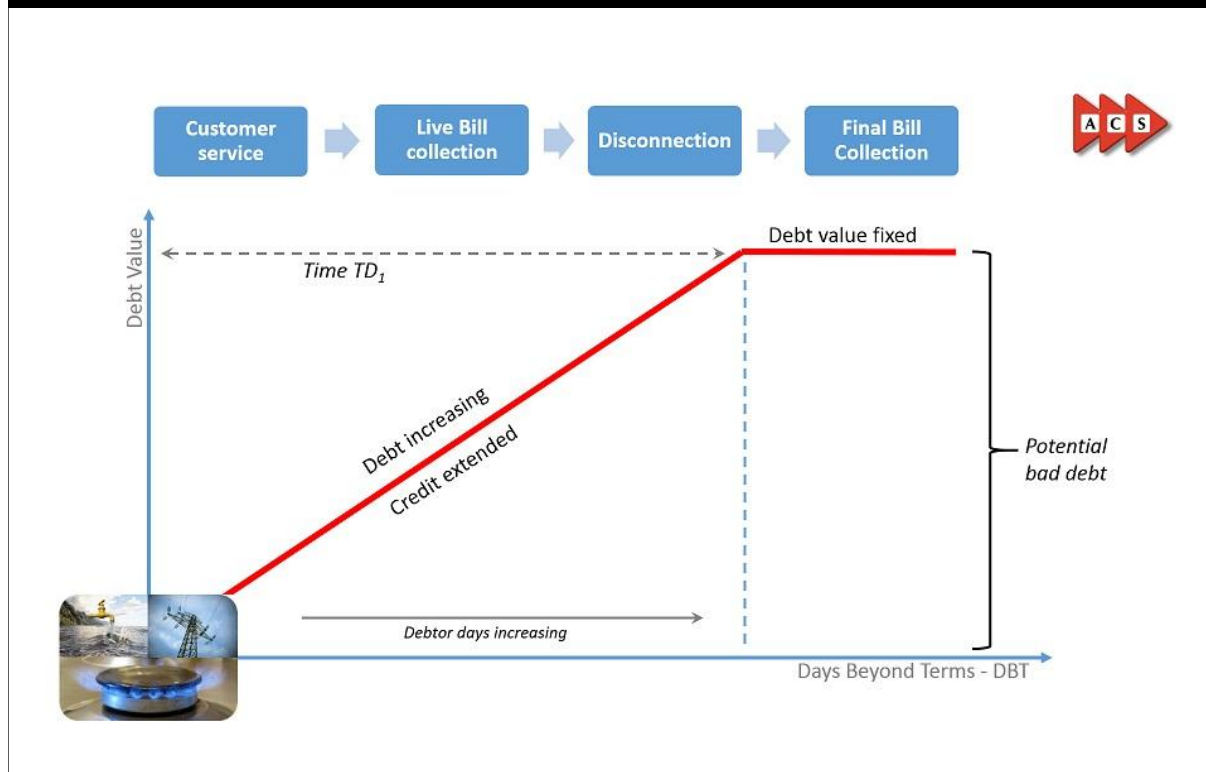 Customer
service
Live Bill
collection
Disconnection
Final Bill
Collection
A C S
Debt Value
Time TD₁
Debt value fixed
Debt increasing
Credit extended
Potential
bad debt
Debtor days increasing
Days Beyond Terms - DBT